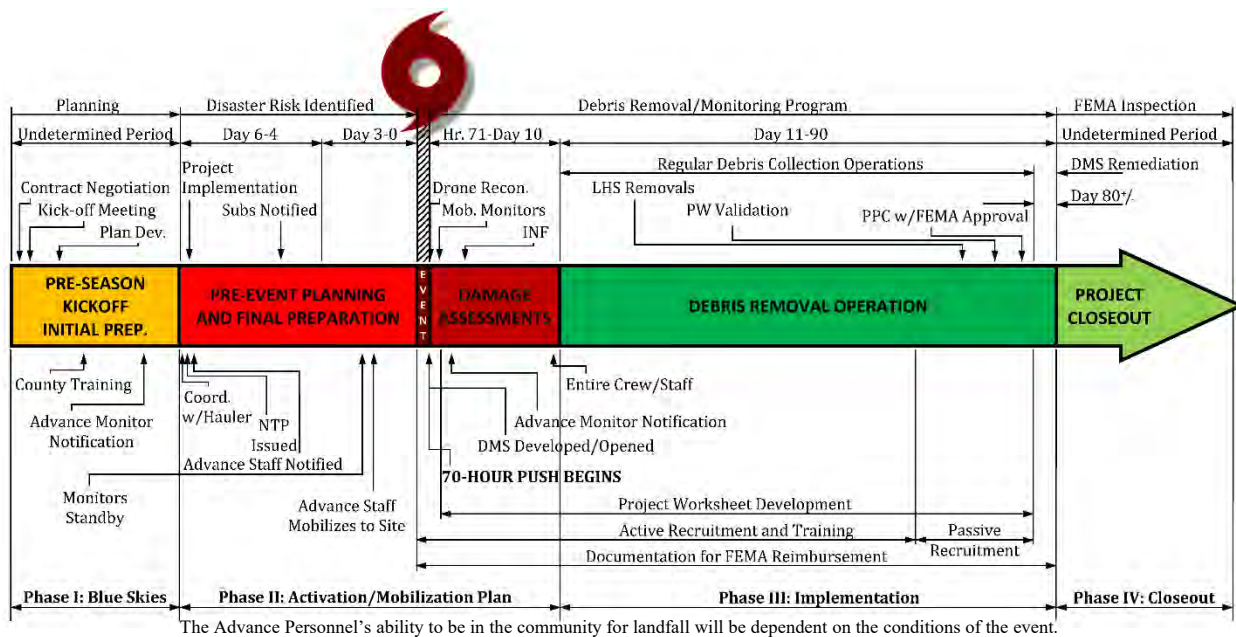 Planning
Disaster Risk Identified
Debris Removal/Monitoring Program
FEMA Inspection
Undetermined Period
Day 6-4
Day 3-0
Hr. 71-Day 10
Day 11-90
Undetermined Period
Project
Implementation
Regular Debris Collection Operations
DMS Remediation
Contract Negotiation
Drone Recon.
LHS Removals
Day 80⁺/-
Kick-off Meeting
Subs Notified
Mob. Monitors
PW Validation
PPC w/FEMA Approval
Plan Dev.
INF
PRE-SEASON
KICKOFF
INITIAL PREP.
PRE-EVENT PLANNING
AND FINAL PREPARATION
EVENT
DAMAGE
ASSESSMENTS
DEBRIS REMOVAL OPERATION
PROJECT
CLOSEOUT
County Training
Coord.
w/Hauler
Entire Crew/Staff
Advance Monitor
Notification
NTP
Issued
Advance Monitor Notification
DMS Developed/Opened
Advance Staff Notified
70-HOUR PUSH BEGINS
Monitors
Standby
Advance Staff
Mobilizes to Site
Project Worksheet Development
Active Recruitment and Training
Passive
Recruitment
Documentation for FEMA Reimbursement
Phase I: Blue Skies
Phase II: Activation/Mobilization Plan
Phase III: Implementation
Phase IV: Closeout
The Advance Personnel's ability to be in the community for landfall will be dependent on the conditions of the event.